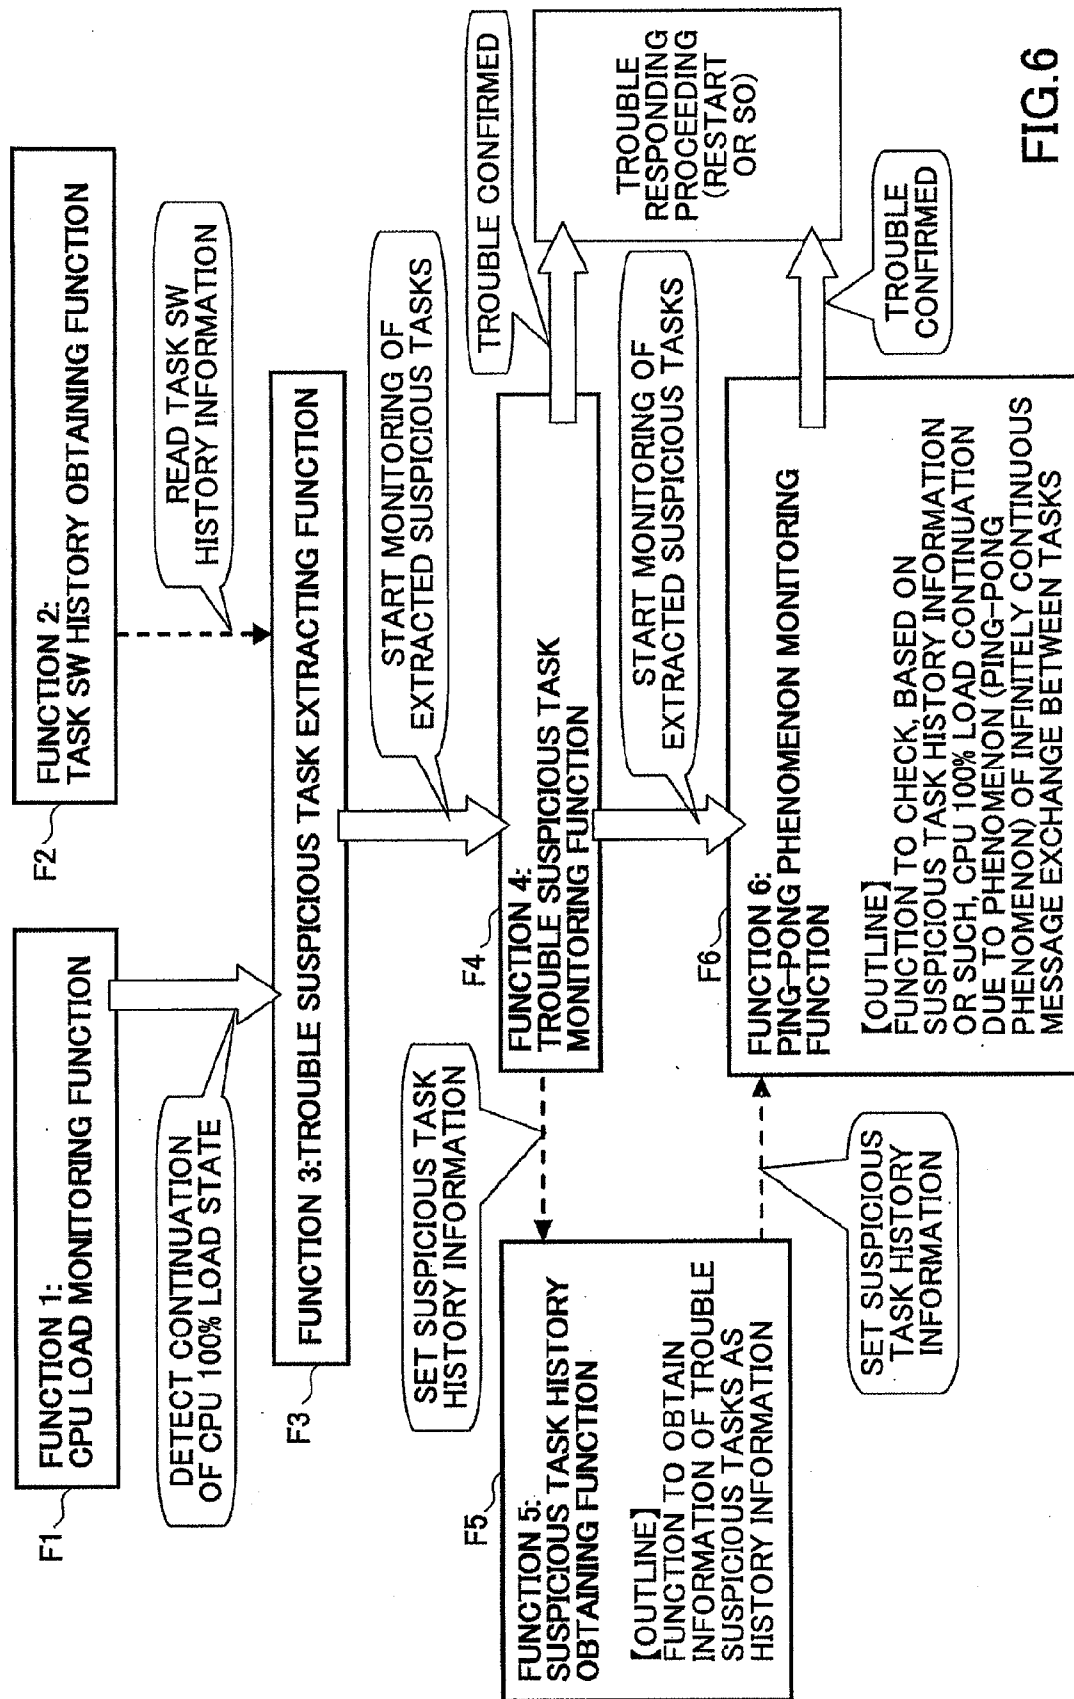 F1
FUNCTION 1:
CPU LOAD MONITORING FUNCTION
F2
FUNCTION 2:
TASK SW HISTORY OBTAINING FUNCTION
DETECT CONTINUATION
OF CPU 100% LOAD STATE
READ TASK SW
HISTORY INFORMATION
F3
FUNCTION 3:TROUBLE SUSPICIOUS TASK EXTRACTING FUNCTION
START MONITORING OF
EXTRACTED SUSPICIOUS TASKS
SET SUSPICIOUS TASK
HISTORY INFORMATION
F4
FUNCTION 4:
TROUBLE SUSPICIOUS TASK
MONITORING FUNCTION
TROUBLE CONFIRMED
F5
FUNCTION 5:
SUSPICIOUS TASK HISTORY
OBTAINING FUNCTION
【OUTLINE】
FUNCTION TO OBTAIN
INFORMATION OF TROUBLE
SUSPICIOUS TASKS AS
HISTORY INFORMATION
START MONITORING OF
EXTRACTED SUSPICIOUS TASKS
TROUBLE
RESPONDING
PROCEEDING
(RESTART
OR SO)
F6
FUNCTION 6:
PING-PONG PHENOMENON MONITORING
FUNCTION
【OUTLINE】
FUNCTION TO CHECK, BASED ON
SUSPICIOUS TASK HISTORY INFORMATION
OR SUCH, CPU 100% LOAD CONTINUATION
DUE TO PHENOMENON (PING-PONG
PHENOMENON) OF INFINITELY CONTINUOUS
MESSAGE EXCHANGE BETWEEN TASKS
SET SUSPICIOUS
TASK HISTORY
INFORMATION
TROUBLE
CONFIRMED
FIG.6